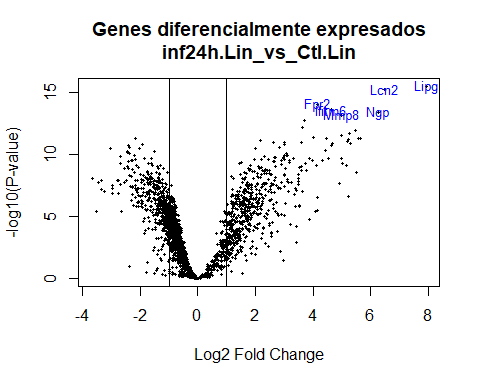 Genes diferencialmente expresados
inf24h.Lin_vs_Ctl.Lin
15
10
5
0
-log10(P-value)
Lipg
Lcn2
Fpr2
Ifitm6
Mmp8
Ngp
-4
-2
0
2
4
6
8
Log2 Fold Change